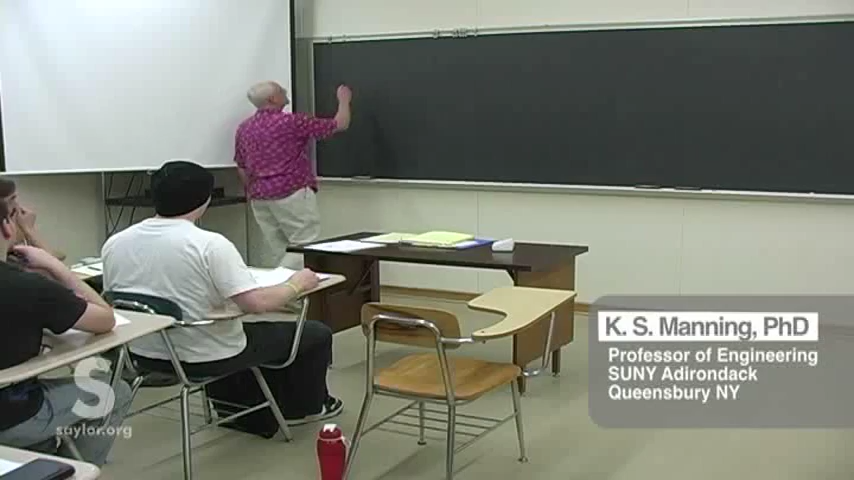 K. S. Manning, PhD
Professor of Engineering
SUNY Adirondack
Queensbury NY
S
saylor.org